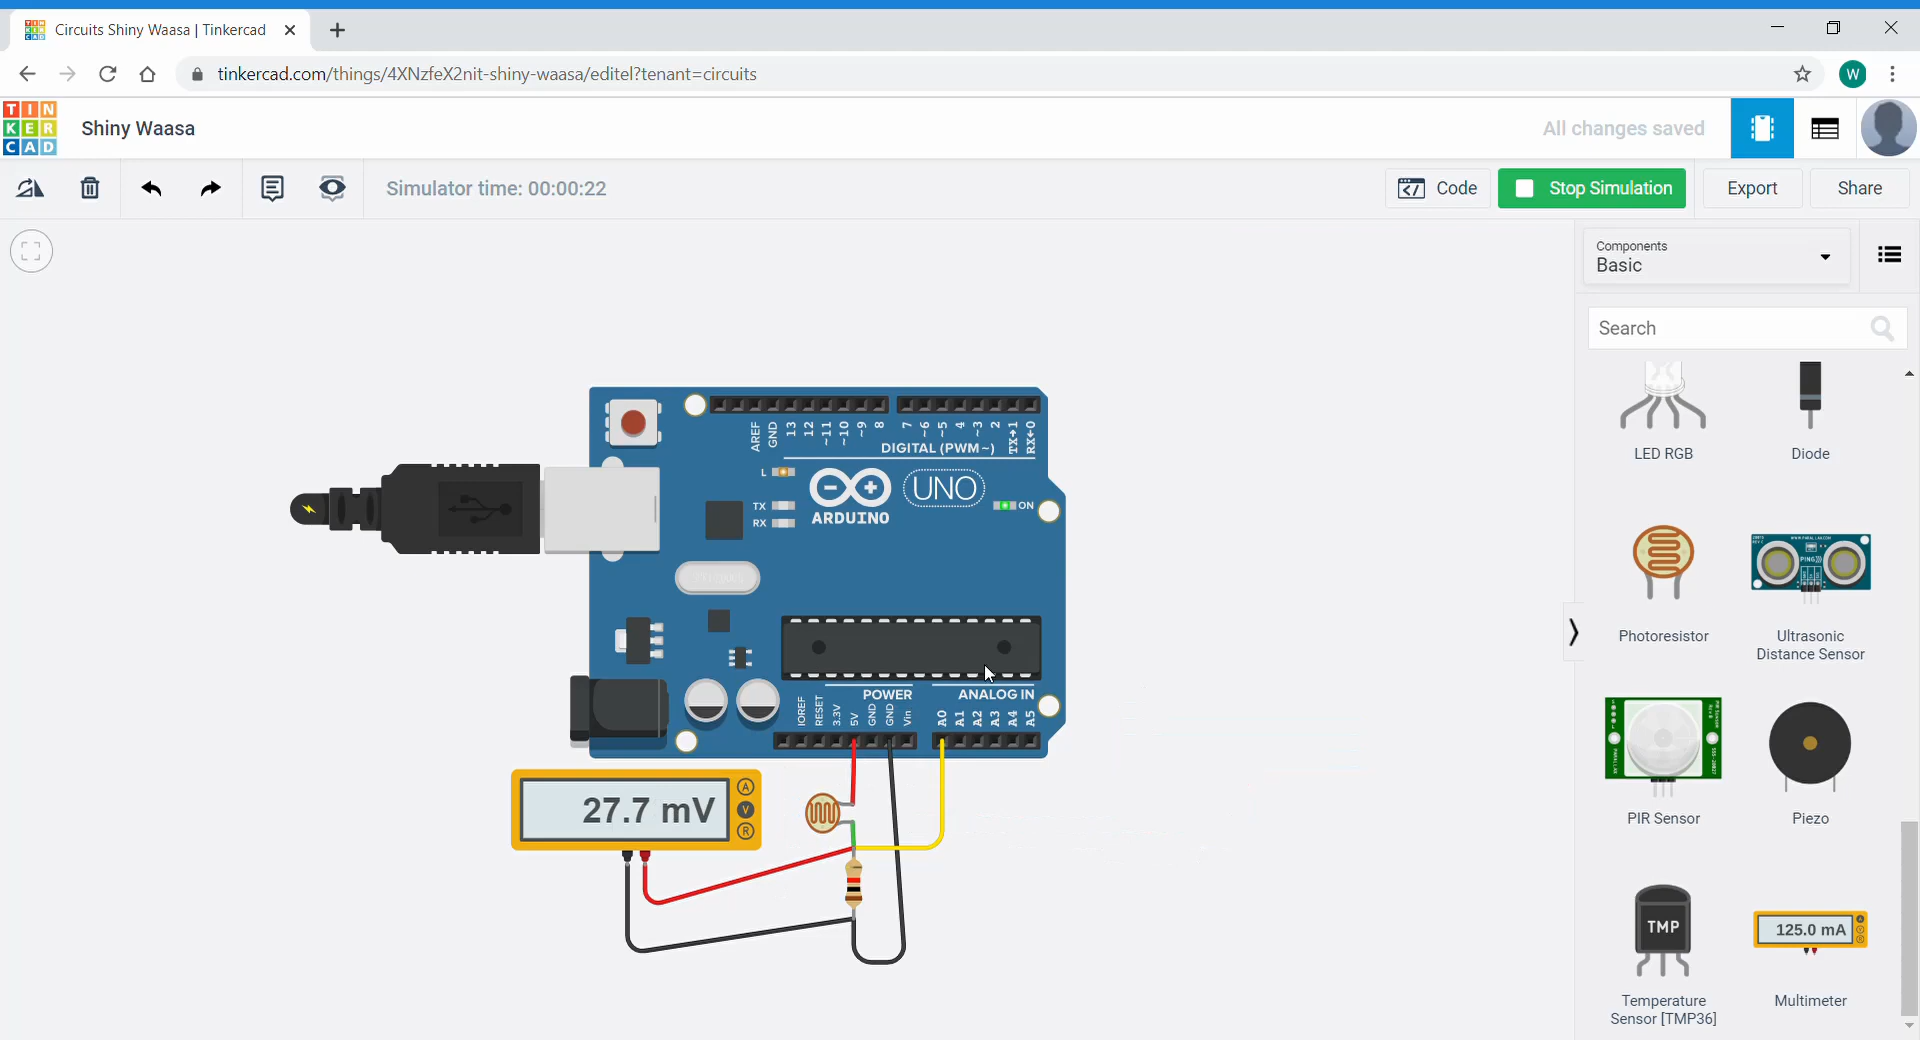 Circuits Shiny Waasa | Tinkercad
tinkercad.com/things/4XNzfeX2nit-shiny-waasa/editel?tenant=circuits
W
TIN
KER
CAD
Shiny Waasa
All changes saved
Simulator time: 00:00:22
Code
Stop Simulation
Export
Share
Components
Basic
Search
LED RGB
Diode
Photoresistor
Ultrasonic
Distance Sensor
PIR Sensor
Piezo
TMP
125.0 mA
Temperature
Sensor [TMP36]
Multimeter
AREF
GND
13
12
~11
~10
~9
8
7
~6
~5
4
~3
2
TX→1
RX←0
DIGITAL (PWM~)
L
TX
RX
ARDUINO
UNO
ON
POWER
ANALOG IN
IOREF
RESET
3.3V
5V
GND
GND
Vin
A0
A1
A2
A3
A4
A5
27.7 mV
A
V
R